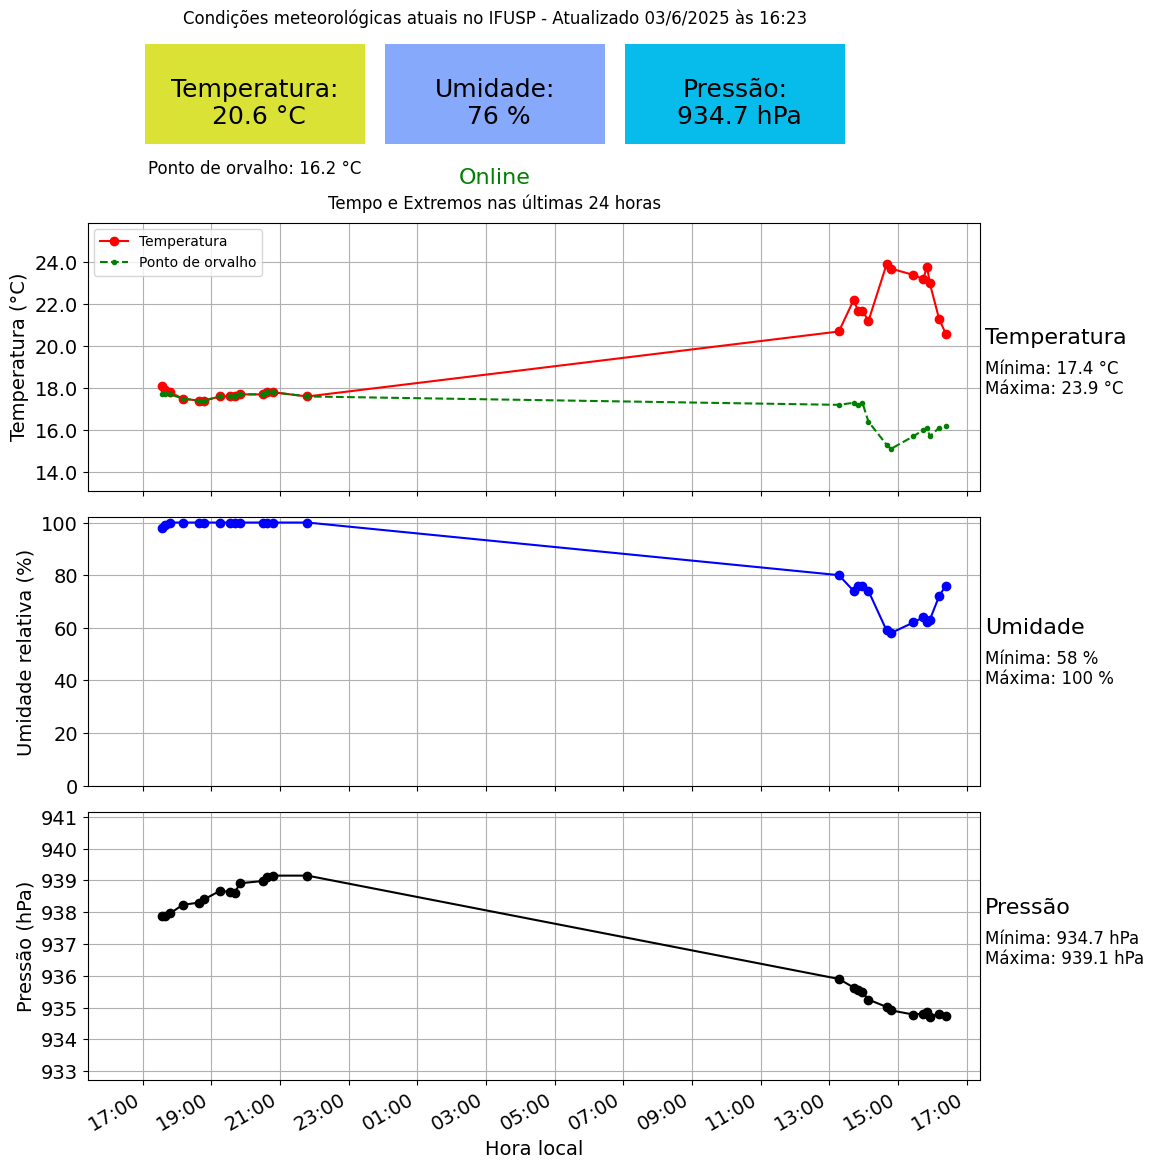 Condições meteorológicas atuais no IFUSP - Atualizado 03/6/2025 às 16:23
Temperatura:
20.6 °C
Umidade:
76 %
Pressão:
934.7 hPa
Ponto de orvalho: 16.2 °C
Online
Tempo e Extremos nas últimas 24 horas
Temperatura
Ponto de orvalho
Temperatura (°C)
24.0
22.0
20.0
18.0
16.0
14.0
Temperatura
Mínima: 17.4 °C
Máxima: 23.9 °C
Umidade relativa (%)
100
80
60
40
20
0
Umidade
Mínima: 58 %
Máxima: 100 %
Pressão (hPa)
941
940
939
938
937
936
935
934
933
Pressão
Mínima: 934.7 hPa
Máxima: 939.1 hPa
17:00
19:00
21:00
23:00
01:00
03:00
05:00
07:00
09:00
11:00
13:00
15:00
17:00
Hora local